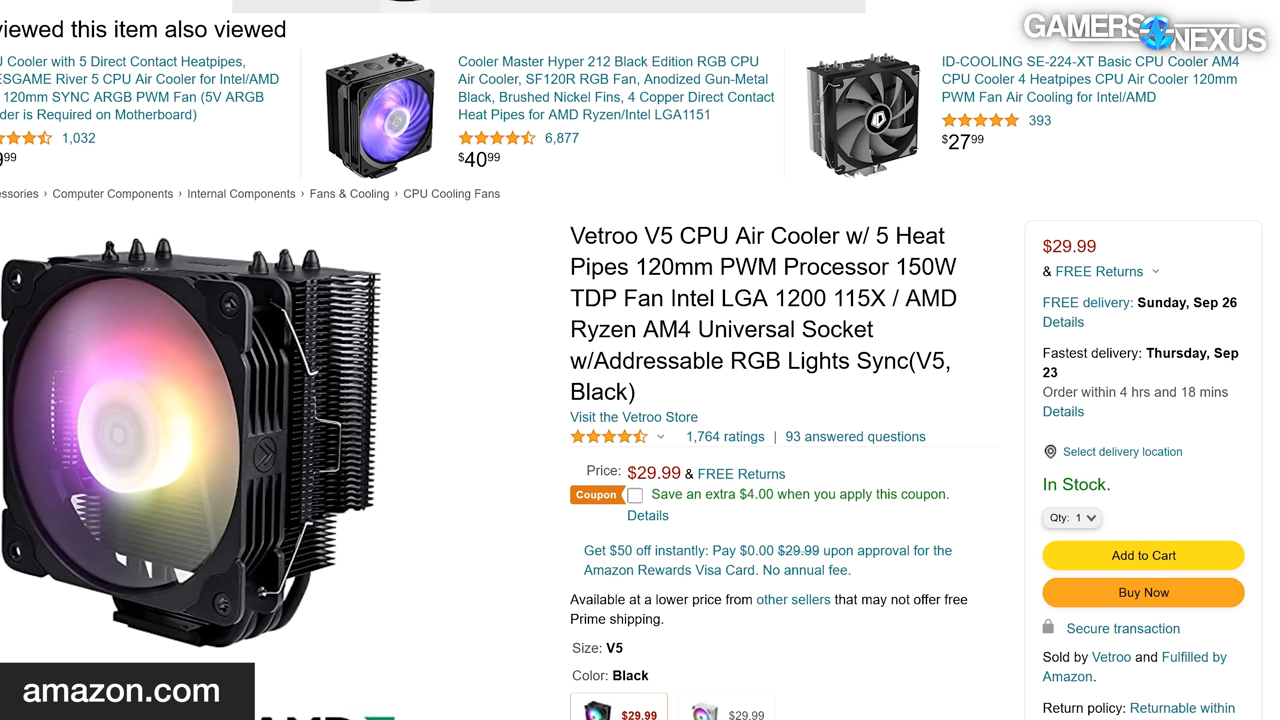 viewed this item also viewed
GAMERS NEXUS
Cooler with 5 Direct Contact Heatpipes,
River 5 CPU Air Cooler for Intel/AMD
120mm SYNC ARGB PWM Fan (5V ARGB
is Required on Motherboard)
1,032
99
Cooler Master Hyper 212 Black Edition RGB CPU
Air Cooler, SF120R RGB Fan, Anodized Gun-Metal
Black, Brushed Nickel Fins, 4 Copper Direct Contact
Heat Pipes for AMD Ryzen/Intel LGA1151
6,877
$4099
ID-COOLING SE-224-XT Basic CPU Cooler AM4
CPU Cooler 4 Heatpipes CPU Air Cooler 120mm
PWM Fan Air Cooling for Intel/AMD
393
$2799
› Computer Components › Internal Components › Fans & Cooling › CPU Cooling Fans
Vetroo V5 CPU Air Cooler w/ 5 Heat
Pipes 120mm PWM Processor 150W
TDP Fan Intel LGA 1200 115X / AMD
Ryzen AM4 Universal Socket
w/Addressable RGB Lights Sync(V5,
Black)
Visit the Vetroo Store
1,764 ratings | 93 answered questions
Price: $29.99 & FREE Returns
Coupon Save an extra $4.00 when you apply this coupon.
Details
Get $50 off instantly: Pay $0.00 $29.99 upon approval for the
Amazon Rewards Visa Card. No annual fee.
Available at a lower price from other sellers that may not offer free
Prime shipping.
Size: V5
Color: Black
$29.99 $29.99
$29.99
& FREE Returns
FREE delivery: Sunday, Sep 26
Details
Fastest delivery: Thursday, Sep
23
Order within 4 hrs and 18 mins
Details
Select delivery location
In Stock.
Qty: 1
Add to Cart
Buy Now
Secure transaction
Sold by Vetroo and Fulfilled by
Amazon.
Return policy: Returnable within
amazon.com